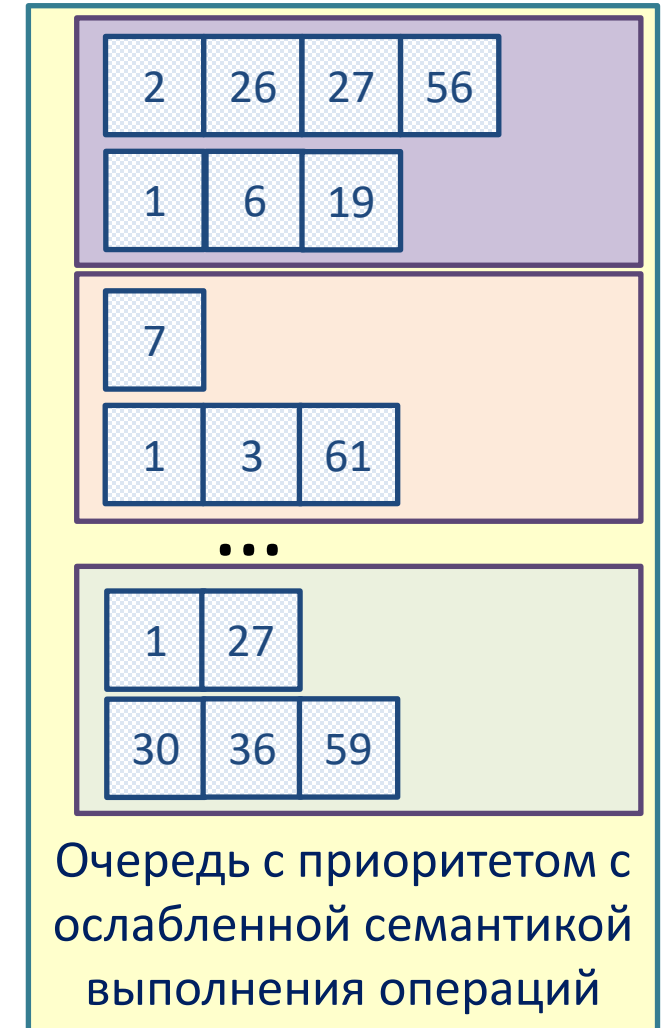 2 26 27 56
1 6 19
7
1 3 61
...
1 27
30 36 59
Очередь с приоритетом с
ослабленной семантикой
выполнения операций